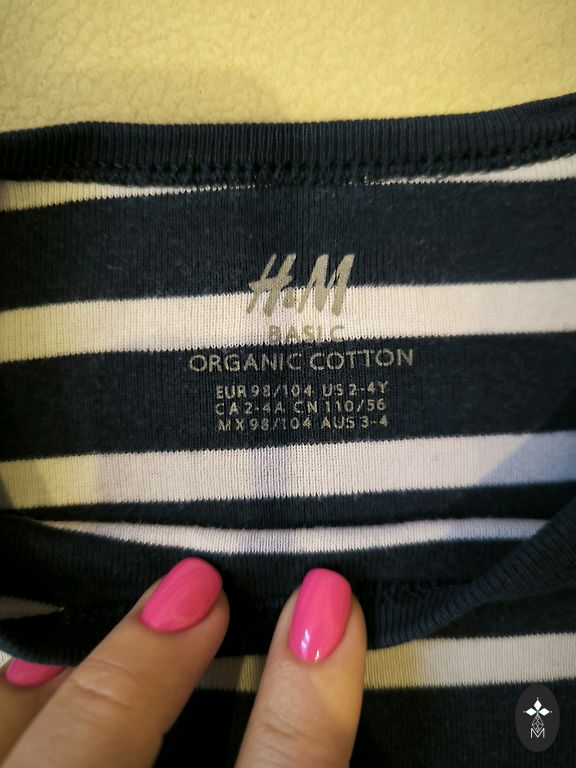 H&M
BASIC
ORGANIC COTTON
EUR 98/104 US 2-4Y
CA 2-4A CN 110/56
MX 98/104 AUS 3-4
M